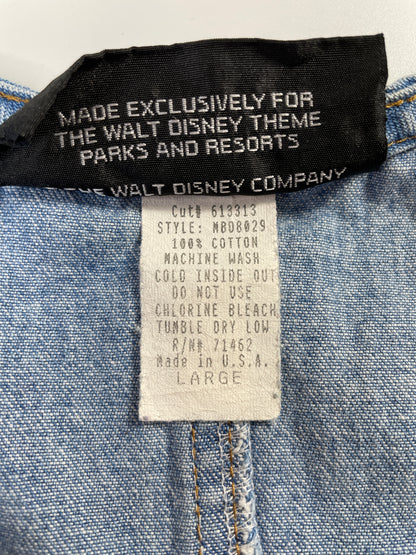 MADE EXCLUSIVELY FOR
THE WALT DISNEY THEME
PARKS AND RESORTS
THE WALT DISNEY COMPANY
Cut# 613313
STYLE: MBD8029
100% COTTON
MACHINE WASH
COLD INSIDE OUT
DO NOT USE
CHLORINE BLEACH
TUMBLE DRY LOW
R/N# 71462
Made in U.S.A.
LARGE